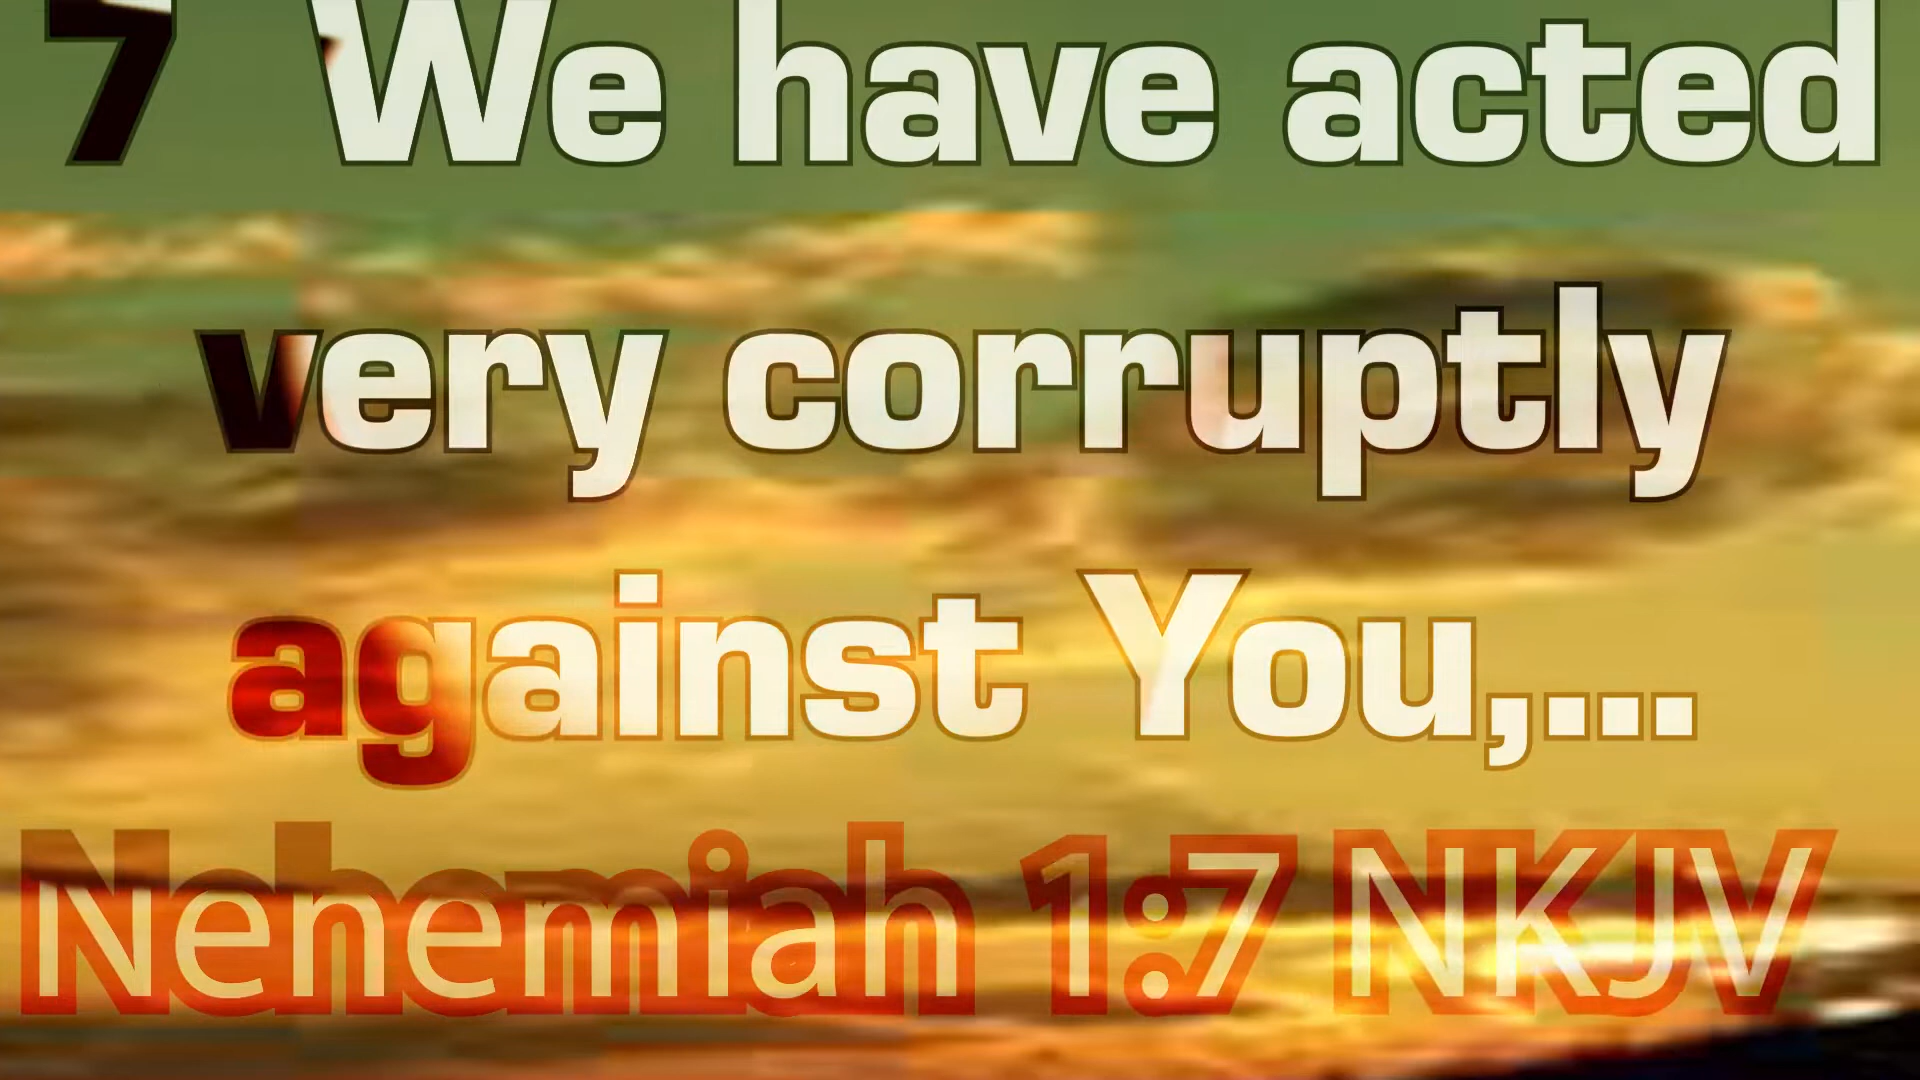 7 We have acted
very corruptly
against You,...
Nehemiah 1:7 NKJV